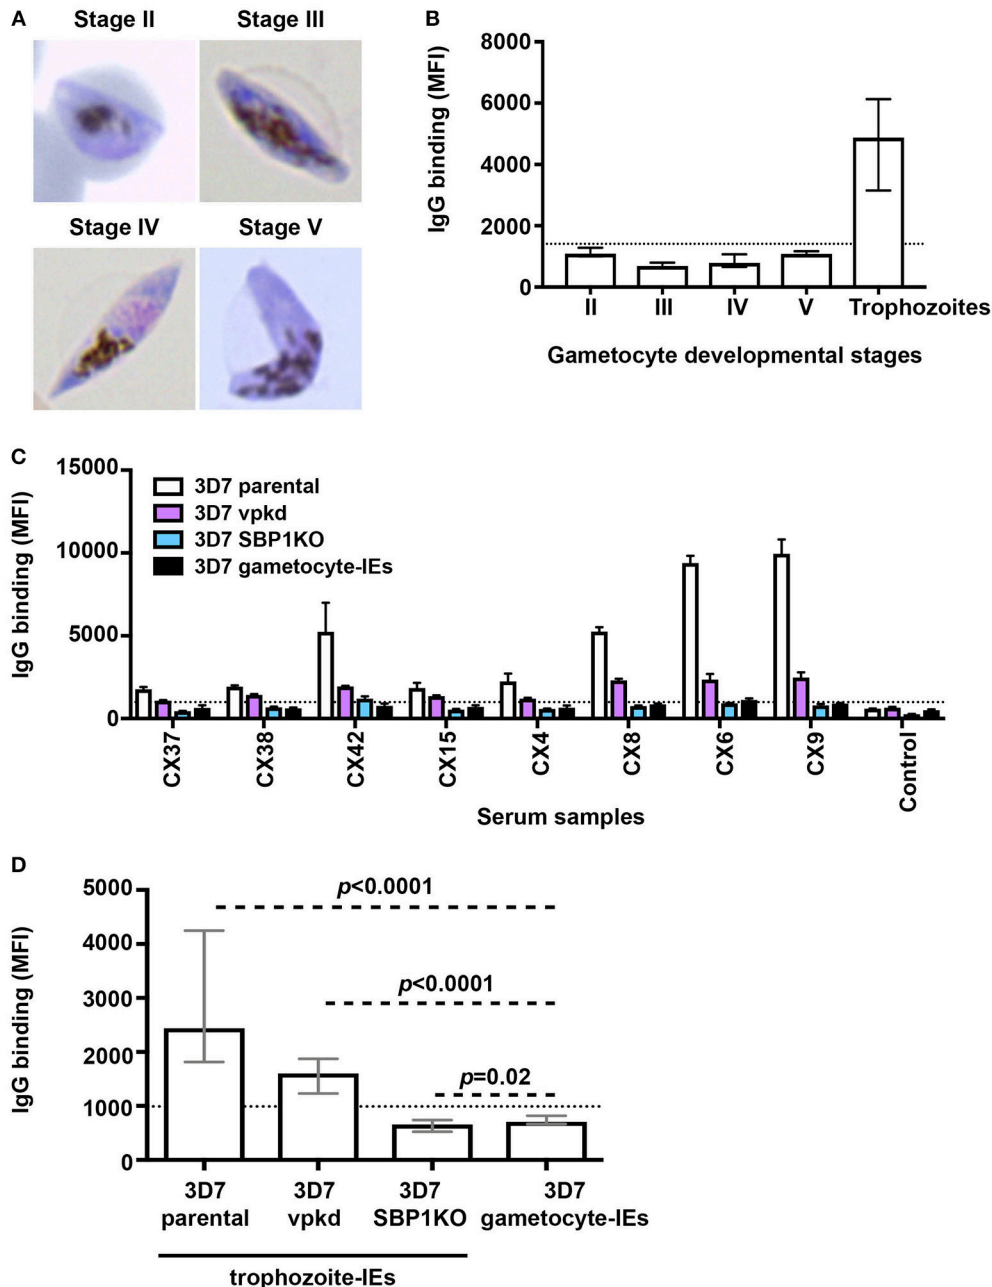 A
Stage II
Stage III
Stage IV
Stage V
B
IgG binding (MFI)
8000
6000
4000
2000
0
II
III
IV
V
Trophozoites
Gametocyte developmental stages
C
IgG binding (MFI)
15000
10000
5000
0
3D7 parental
3D7 vpkd
3D7 SBP1KO
3D7 gametocyte-IEs
CX37
CX38
CX42
CX15
CX4
CX8
CX6
CX9
Control
Serum samples
D
IgG binding (MFI)
5000
4000
3000
2000
1000
0
p<0.0001
p<0.0001
p=0.02
3D7
parental
3D7
vpkd
3D7
SBP1KO
3D7
gametocyte-IEs
trophozoite-IEs